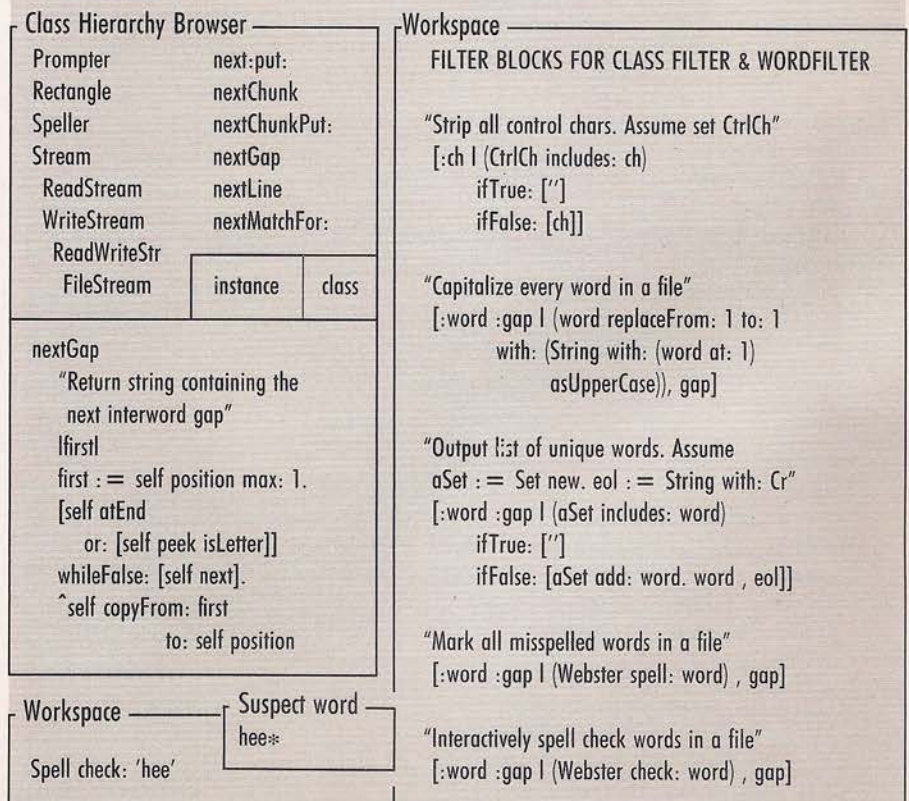 Class Hierarchy Browser
Prompter
Rectangle
Speller
Stream
ReadStream
WriteStream
ReadWriteStr
FileStream
next:put:
nextChunk
nextChunkPut:
nextGap
nextLine
nextMatchFor:
instance
class
nextGap
"Return string containing the
next interword gap"
|first|
first : = self position max: 1.
[self atEnd
or: [self peek isLetter]]
whileFalse: [self next].
^self copyFrom: first
to: self position
Workspace
Spell check: 'hee'
Suspect word
hee*
Workspace
FILTER BLOCKS FOR CLASS FILTER & WORDFILTER
"Strip all control chars. Assume set CtrlCh"
[:ch | (CtrlCh includes: ch)
ifTrue: ['']
ifFalse: [ch]]
"Capitalize every word in a file"
[:word :gap | (word replaceFrom: 1 to: 1
with: (String with: (word at: 1)
asUpperCase)), gap]
"Output list of unique words. Assume
aSet : = Set new. eol : = String with: Cr"
[:word :gap | (aSet includes: word)
ifTrue: ['']
ifFalse: [aSet add: word. word , eol]]
"Mark all misspelled words in a file"
[:word :gap | (Webster spell: word) , gap]
"Interactively spell check words in a file"
[:word :gap | (Webster check: word) , gap]